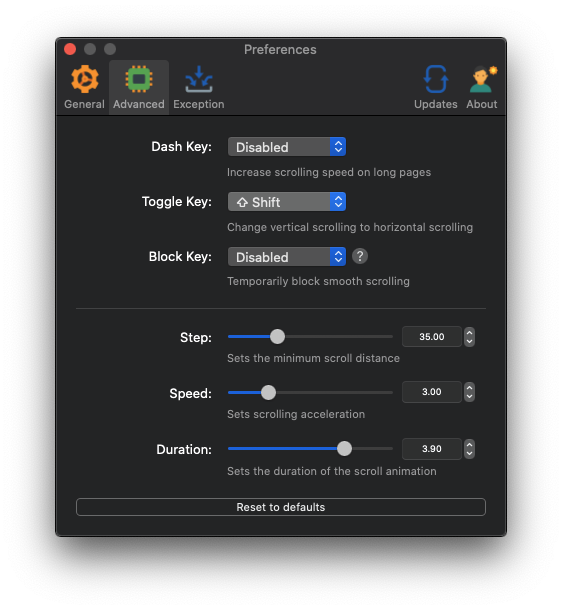 Preferences
General Advanced Exception Updates About
Dash Key: Disabled
Increase scrolling speed on long pages
Toggle Key: ⇧ Shift
Change vertical scrolling to horizontal scrolling
Block Key: Disabled ?
Temporarily block smooth scrolling
Step: 35.00
Sets the minimum scroll distance
Speed: 3.00
Sets scrolling acceleration
Duration: 3.90
Sets the duration of the scroll animation
Reset to defaults